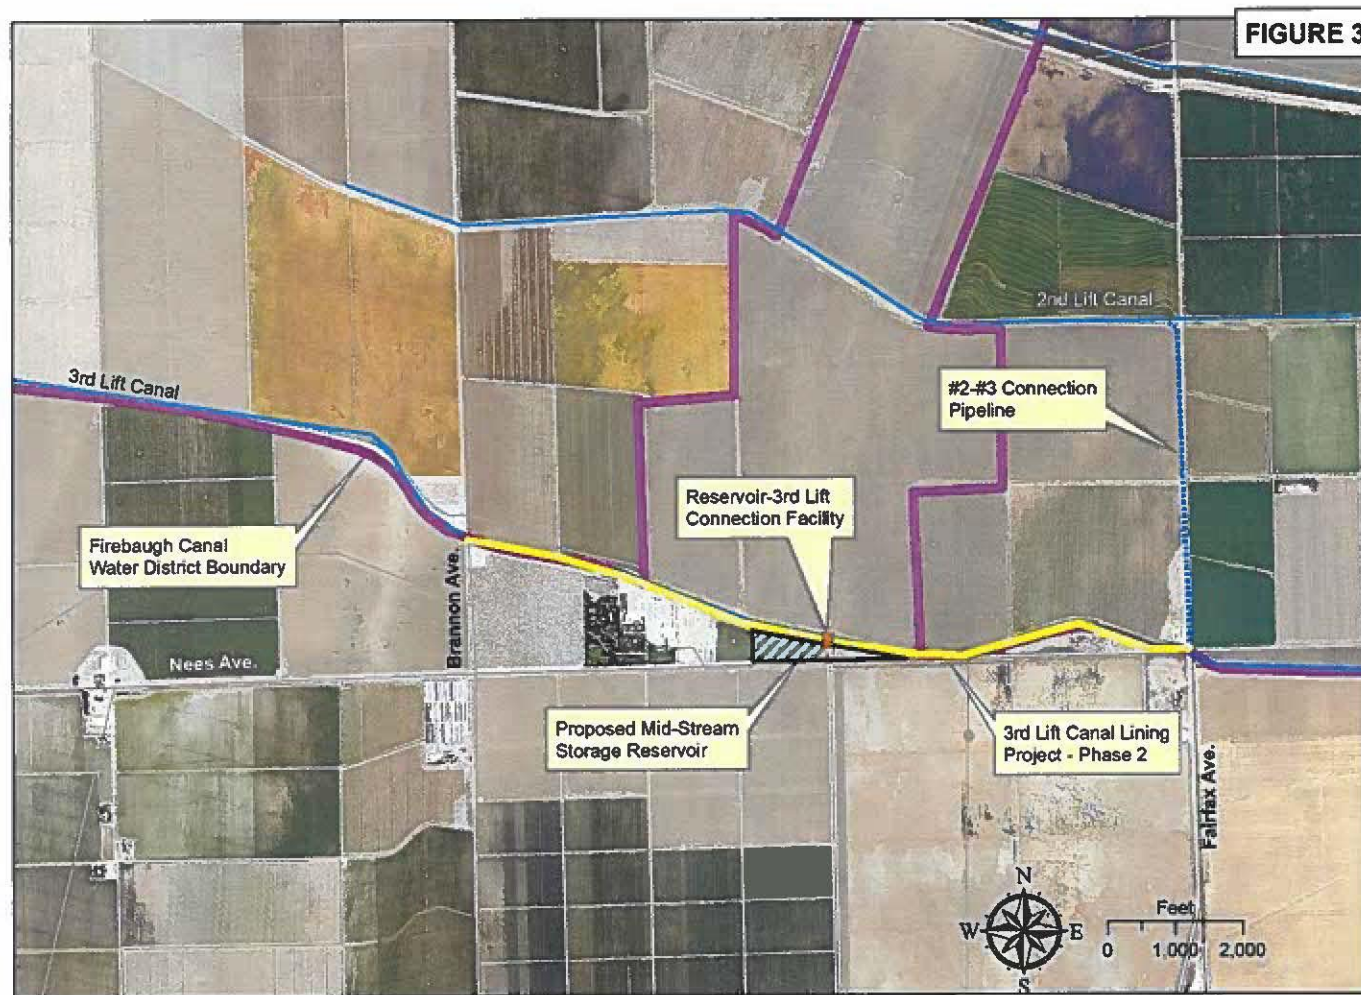 FIGURE 3
2nd Lift Canal
3rd Lift Canal
#2-#3 Connection
Pipeline
Reservoir-3rd Lift
Connection Facility
Firebaugh Canal
Water District Boundary
Brannon Ave.
Nees Ave.
Proposed Mid-Stream
Storage Reservoir
3rd Lift Canal Lining
Project - Phase 2
Fairfax Ave.
N
W
E
S
Feet
0 1,000 2,000